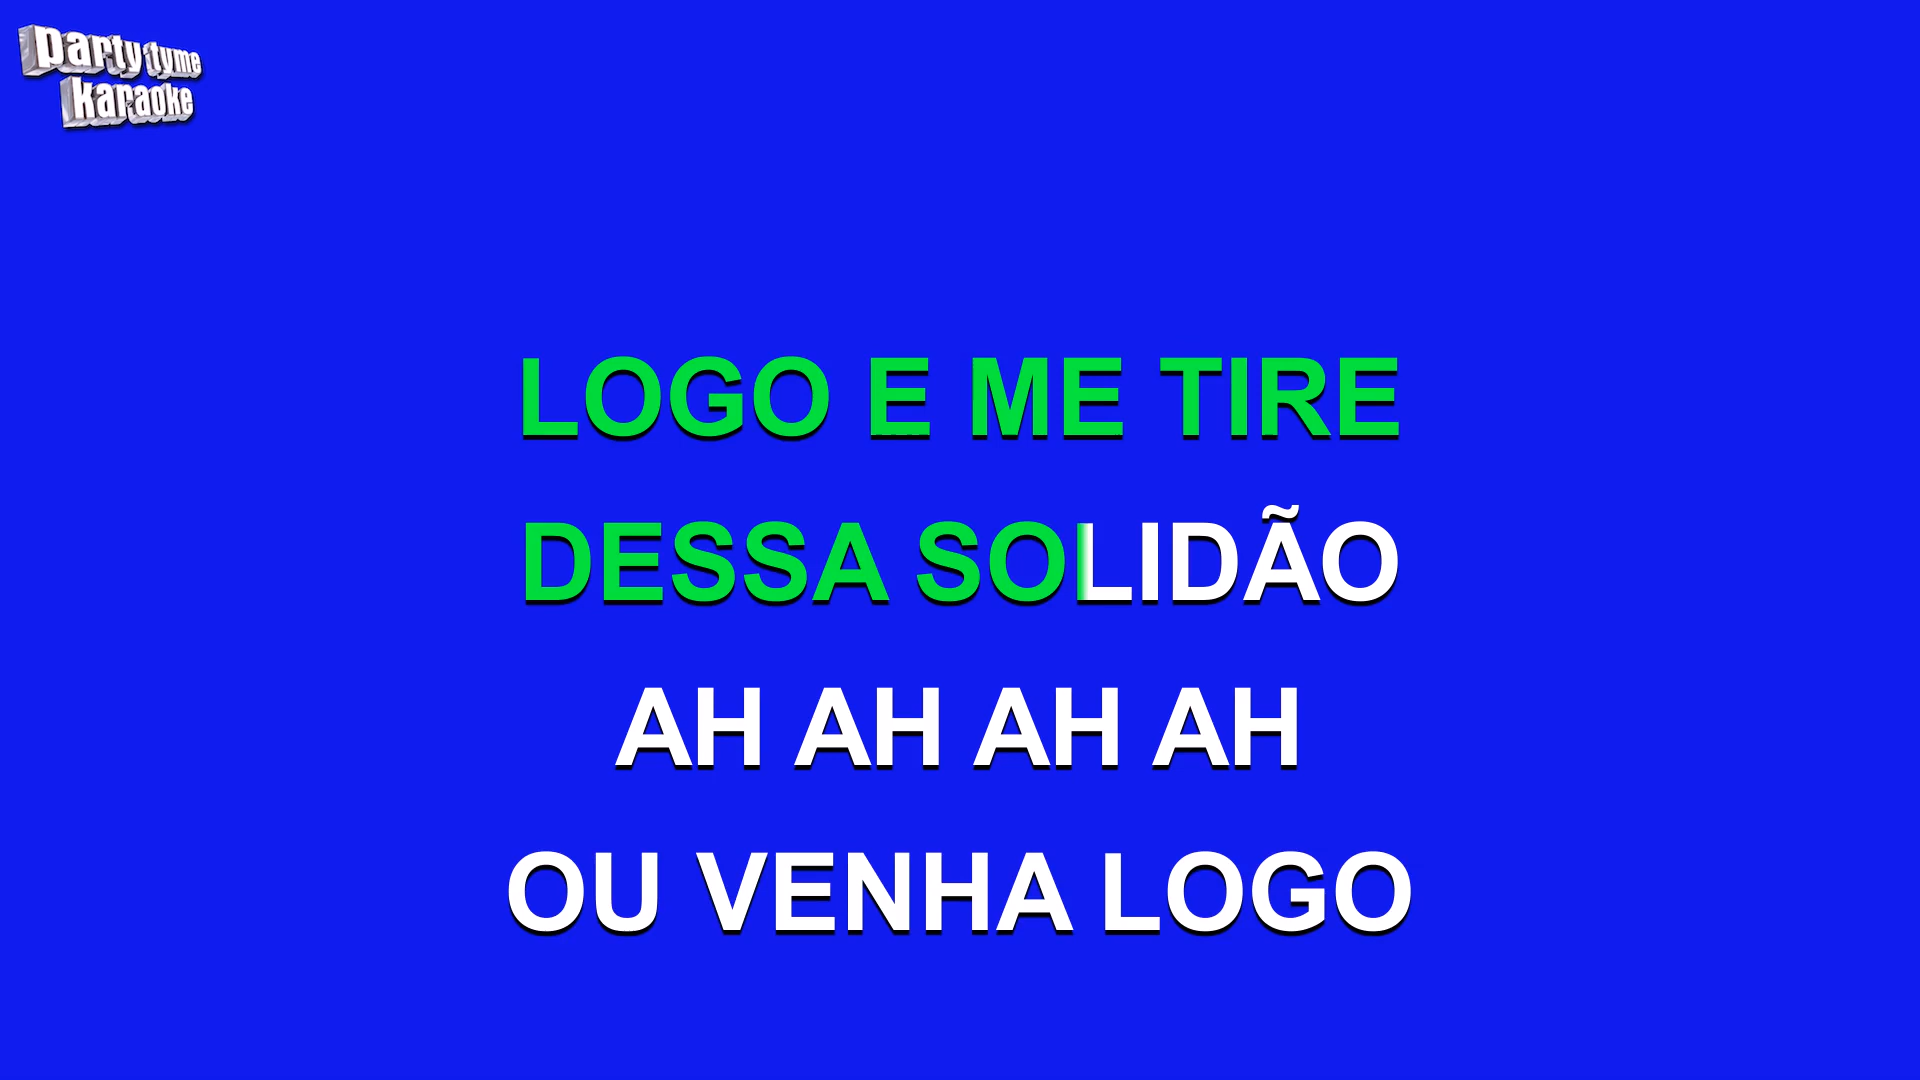 party tyme
karaoke
LOGO E ME TIRE
DESSA SOLIDÃO
AH AH AH AH
OU VENHA LOGO